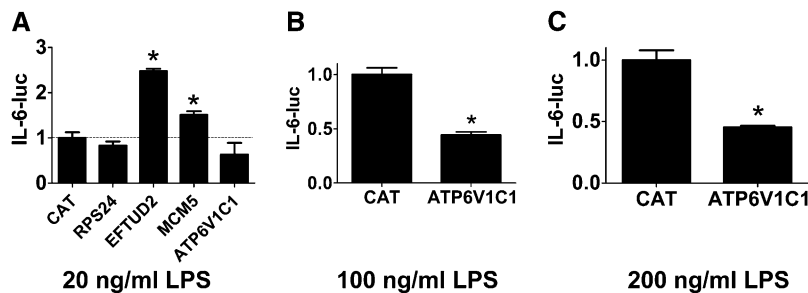 A
IL-6-luc
3
2
1
0
*
*
CAT
RPS24
EFTUD2
MCM5
ATP6V1C1
20 ng/ml LPS
B
IL-6-luc
1.0
0.5
0.0
*
CAT
ATP6V1C1
100 ng/ml LPS
C
IL-6-luc
1.0
0.5
0.0
*
CAT
ATP6V1C1
200 ng/ml LPS